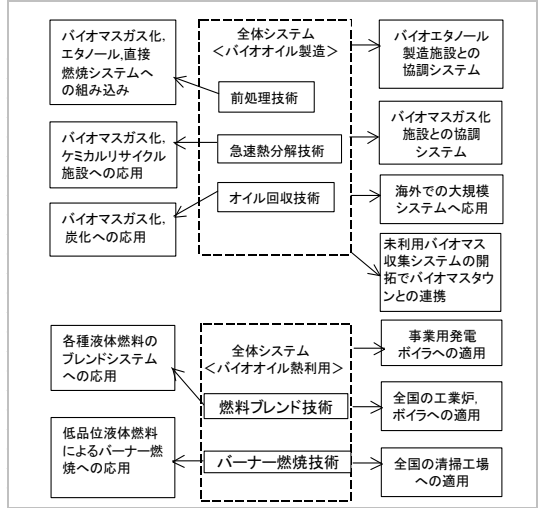 バイオマスガス化,
エタノール,直接
燃焼システムへ
の組み込み
バイオマスガス化,
ケミカルリサイクル
施設への応用
バイオマスガス化,
炭化への応用
全体システム
＜バイオオイル製造＞
前処理技術
急速熱分解技術
オイル回収技術
バイオエタノール
製造施設との
協調システム
バイオマスガス化
施設との協調
システム
海外での大規模
システムへ応用
未利用バイオマス
収集システムの開
拓でバイオマスタウ
ンとの連携
各種液体燃料の
ブレンドシステム
への応用
低品位液体燃料
によるバーナー燃
焼への応用
全体システム
＜バイオオイル熱利用＞
燃料ブレンド技術
バーナー燃焼技術
事業用発電
ボイラへの適用
全国の工業炉,
ボイラへの適用
全国の清掃工場
への適用